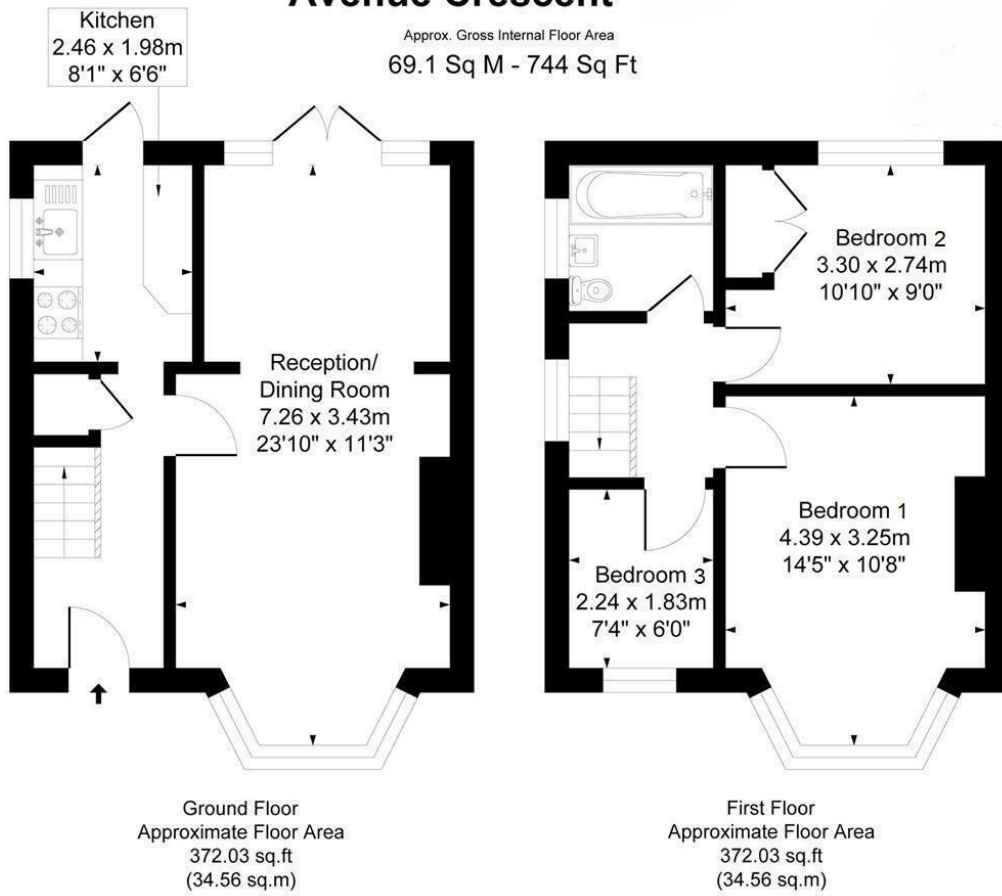 Avenue Crescent
Approx. Gross Internal Floor Area
69.1 Sq M - 744 Sq Ft
Kitchen
2.46 x 1.98m
8'1" x 6'6"
Reception/
Dining Room
7.26 x 3.43m
23'10" x 11'3"
Ground Floor
Approximate Floor Area
372.03 sq.ft
(34.56 sq.m)
Bedroom 2
3.30 x 2.74m
10'10" x 9'0"
Bedroom 1
4.39 x 3.25m
14'5" x 10'8"
Bedroom 3
2.24 x 1.83m
7'4" x 6'0"
First Floor
Approximate Floor Area
372.03 sq.ft
(34.56 sq.m)